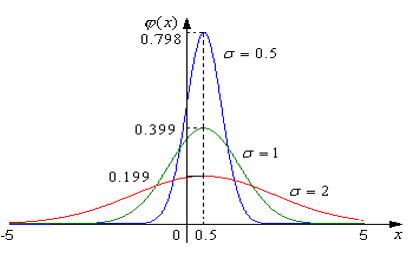 φ(x)
0.798
σ = 0.5
0.399
σ = 1
0.199
σ = 2
-5
0
0.5
5
x